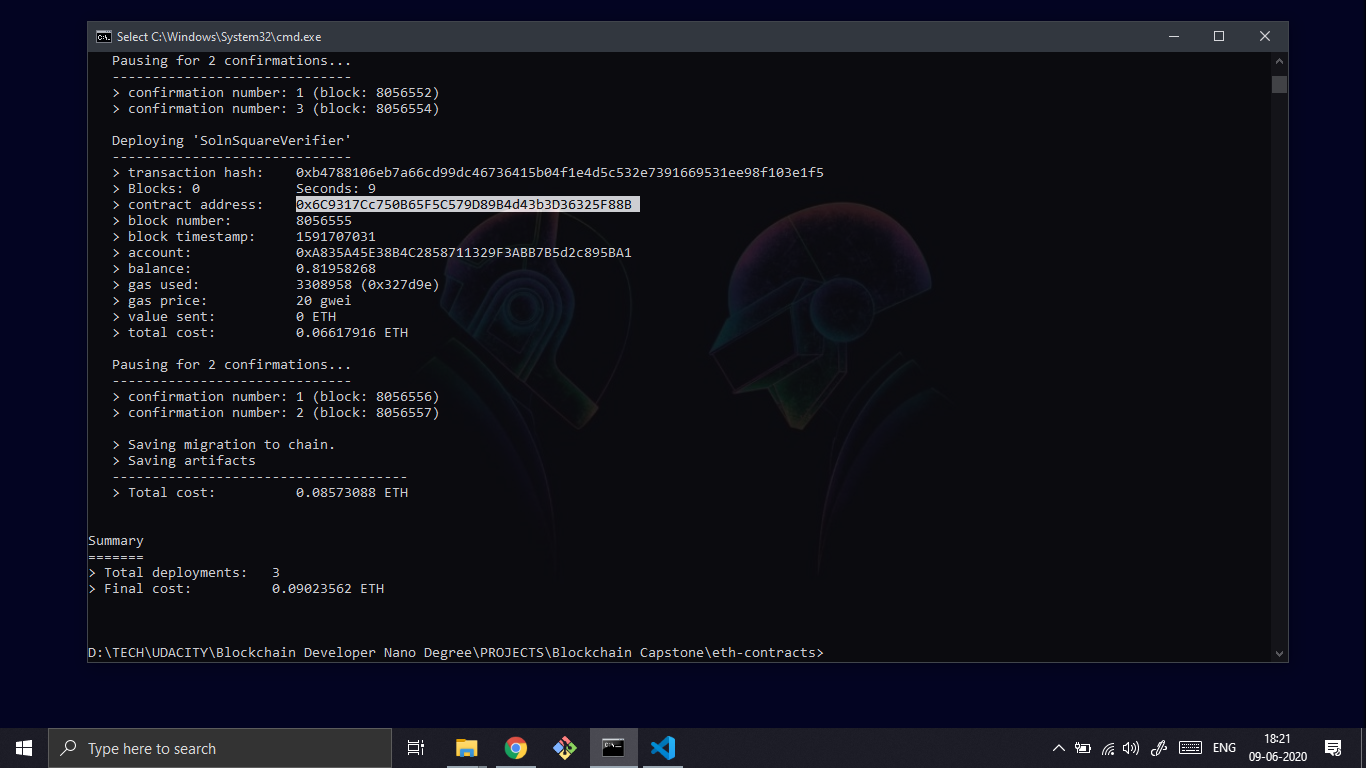 Select C:\Windows\System32\cmd.exe
Pausing for 2 confirmations...
------------------------------
> confirmation number: 1 (block: 8056552)
> confirmation number: 3 (block: 8056554)
Deploying 'SolnSquareVerifier'
------------------------------
> transaction hash: 0xb4788106eb7a66cd99dc46736415b04f1e4d5c532e7391669531ee98f103e1f5
> Blocks: 0 Seconds: 9
> contract address: 0x6C9317Cc750B65F5C579D89B4d43b3D36325F88B
> block number: 8056555
> block timestamp: 1591707031
> account: 0xA835A45E38B4C2858711329F3ABB7B5d2c895BA1
> balance: 0.81958268
> gas used: 3308958 (0x327d9e)
> gas price: 20 gwei
> value sent: 0 ETH
> total cost: 0.06617916 ETH
Pausing for 2 confirmations...
------------------------------
> confirmation number: 1 (block: 8056556)
> confirmation number: 2 (block: 8056557)
> Saving migration to chain.
> Saving artifacts
-------------------------------------
> Total cost: 0.08573088 ETH
Summary
=======
> Total deployments: 3
> Final cost: 0.09023562 ETH
D:\TECH\UDACITY\Blockchain Developer Nano Degree\PROJECTS\Blockchain Capstone\eth-contracts>
Type here to search
ENG
18:21
09-06-2020